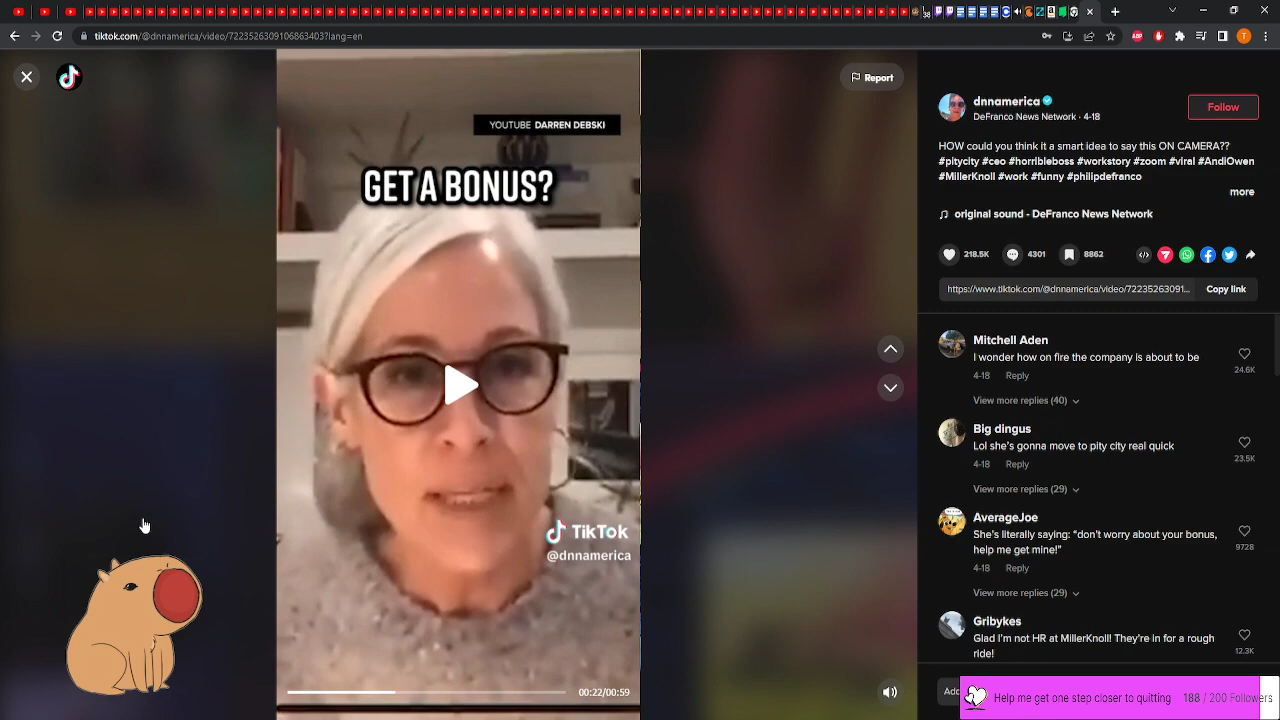 38
tiktok.com/@dnnamerica/video/7223526309106863403?lang=en
ABP
T
Report
YOUTUBE DARREN DEBSKI
GET A BONUS?
TikTok
@dnnamerica
00:22/00:59
dnnamerica
DeFranco News Network · 4-18
Follow
HOW could you think it a smart idea to say this ON CAMERA??
#pitycity #ceo #horribleboss #stopandstory #AndiOwen
#MillerKnoll #work #funny #philipdefranco
more
original sound - DeFranco News Network
218.5K
4301
8862
https://www.tiktok.com/@dnnamerica/video/72235263091...
Copy link
Mitchell Aden
I wonder how on fire the company is about to be
4-18 Reply
24.6K
View more replies (40)
Big dingus
Lol she's gonna move to pity city real quick
4-18 Reply
23.5K
View more replies (29)
AverageJoe
She's literally saying: “don't worry about your bonus,
help me get mine!”
4-18 Reply
9728
View more replies (29)
Gribykes
Glad I'm not HR at MillerKnoll! They're in for a rough
ride!
12.3K
Add
Help me get better step goals
188 / 200 Followers